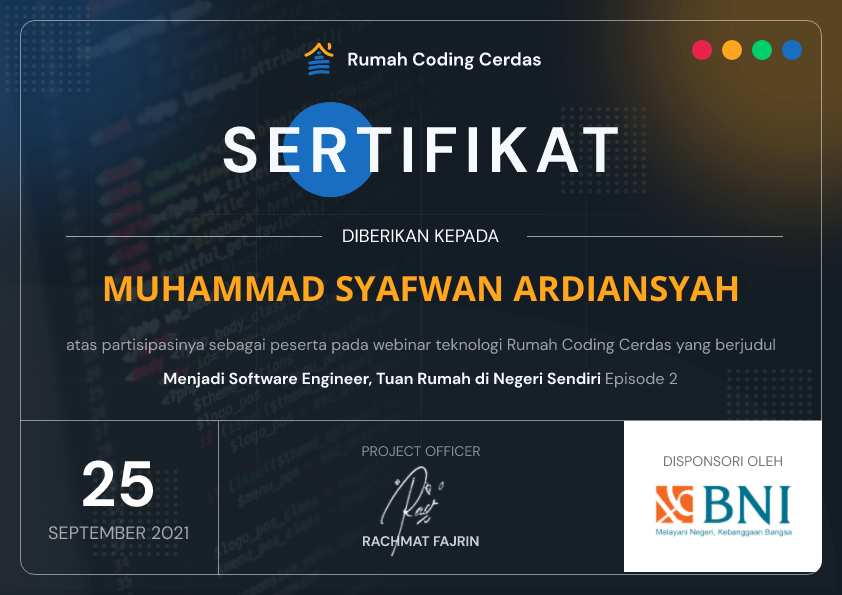 Rumah Coding Cerdas
SERTIFIKAT
DIBERIKAN KEPADA
MUHAMMAD SYAFWAN ARDIANSYAH
atas partisipasinya sebagai peserta pada webinar teknologi Rumah Coding Cerdas yang berjudul
Menjadi Software Engineer, Tuan Rumah di Negeri Sendiri Episode 2
25
SEPTEMBER 2021
PROJECT OFFICER
RACHMAT FAJRIN
DISPONSORI OLEH
BNI
Melayani Negeri, Kebanggaan Bangsa